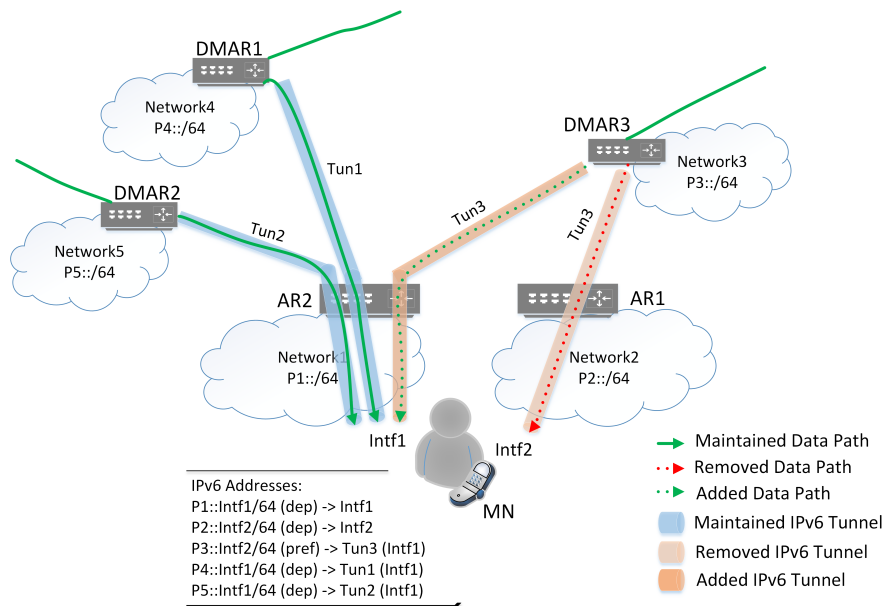 DMAR1
Network4
P4::/64
DMAR3
Network3
P3::/64
Tun1
DMAR2
Network5
P5::/64
Tun2
Tun3
Tun3
AR2
AR1
Network1
P1::/64
Network2
P2::/64
Intf1
Intf2
MN
Maintained Data Path
Removed Data Path
Added Data Path
Maintained IPv6 Tunnel
Removed IPv6 Tunnel
Added IPv6 Tunnel
IPv6 Addresses:
P1::Intf1/64 (dep) -> Intf1
P2::Intf2/64 (dep) -> Intf2
P3::Intf2/64 (pref) -> Tun3 (Intf1)
P4::Intf1/64 (dep) -> Tun1 (Intf1)
P5::Intf1/64 (dep) -> Tun2 (Intf1)